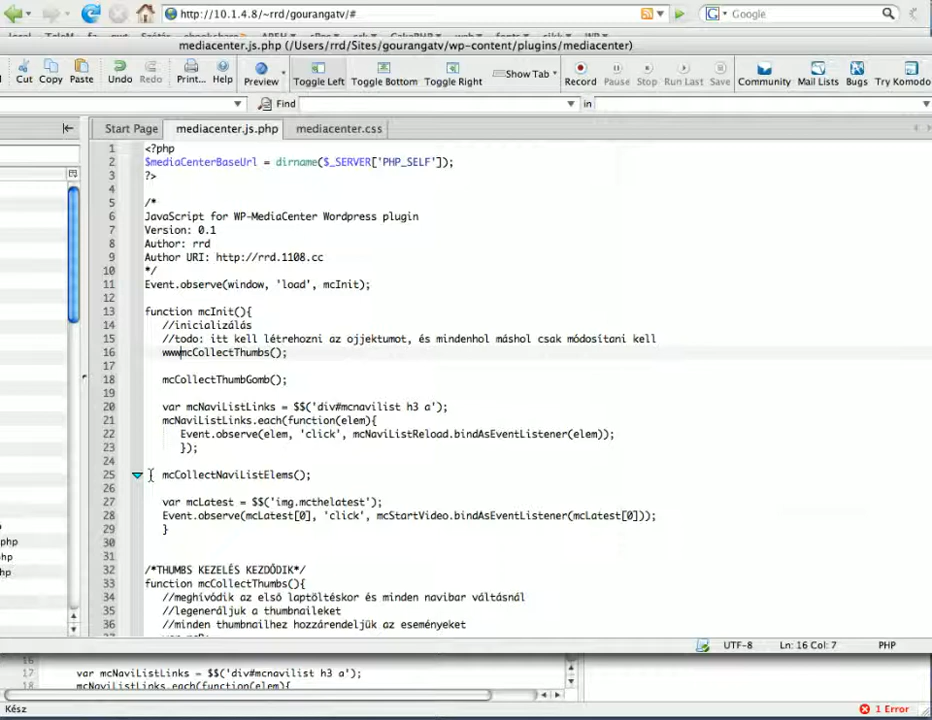 http://10.1.4.8/~rrd/gourangatv/#
Google
mediacenter.js.php (/Users/rrd/Sites/gourangatv/wp-content/plugins/mediacenter)
Cut Copy Paste Undo Redo Print... Help Preview Toggle Left Toggle Bottom Toggle Right Show Tab Record Pause Stop Run Last Save Community Mail Lists Bugs Try Komodo
Find in
Start Page mediacenter.js.php mediacenter.css
1 <?php
2 $mediaCenterBaseUrl = dirname($_SERVER['PHP_SELF']);
3 ?>
4
5 /*
6 JavaScript for WP-MediaCenter Wordpress plugin
7 Version: 0.1
8 Author: rrd
9 Author URI: http://rrd.1108.cc
10 */
11 Event.observe(window, 'load', mcInit);
12
13 function mcInit(){
14 //inicializálás
15 //todo: itt kell létrehozni az ojjektumot, és mindenhol máshol csak módosítani kell
16 wwwmcCollectThumbs();
17
18 mcCollectThumbGomb();
19
20 var mcNaviListLinks = $$('div#mcnavilist h3 a');
21 mcNaviListLinks.each(function(elem){
22 Event.observe(elem, 'click', mcNaviListReload.bindAsEventListener(elem));
23 });
24
25 mcCollectNaviListElems();
26
27 var mcLatest = $$('img.mcthelatest');
28 Event.observe(mcLatest[0], 'click', mcStartVideo.bindAsEventListener(mcLatest[0]));
29 }
30
31
32 /*THUMBS KEZELÉS KEZDŐDIK*/
33 function mcCollectThumbs(){
34 //meghívódik az első laptöltéskor és minden navibar váltásnál
35 //legeneráljuk a thumbnaileket
36 //minden thumbnailhez hozzárendeljük az eseményeket
php
php
php
UTF-8 Ln: 16 Col: 7 PHP
16
17 var mcNaviListLinks = $$('div#mcnavilist h3 a');
18 mcNaviListLinks.each(function(elem){
Kész 1 Error